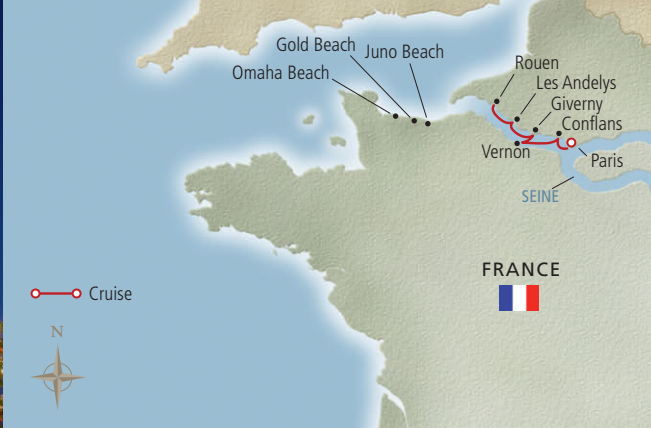 Gold Beach
Juno Beach
Omaha Beach
Rouen
Les Andelys
Giverny
Conflans
Vernon
Paris
SEINE
FRANCE
Cruise
N